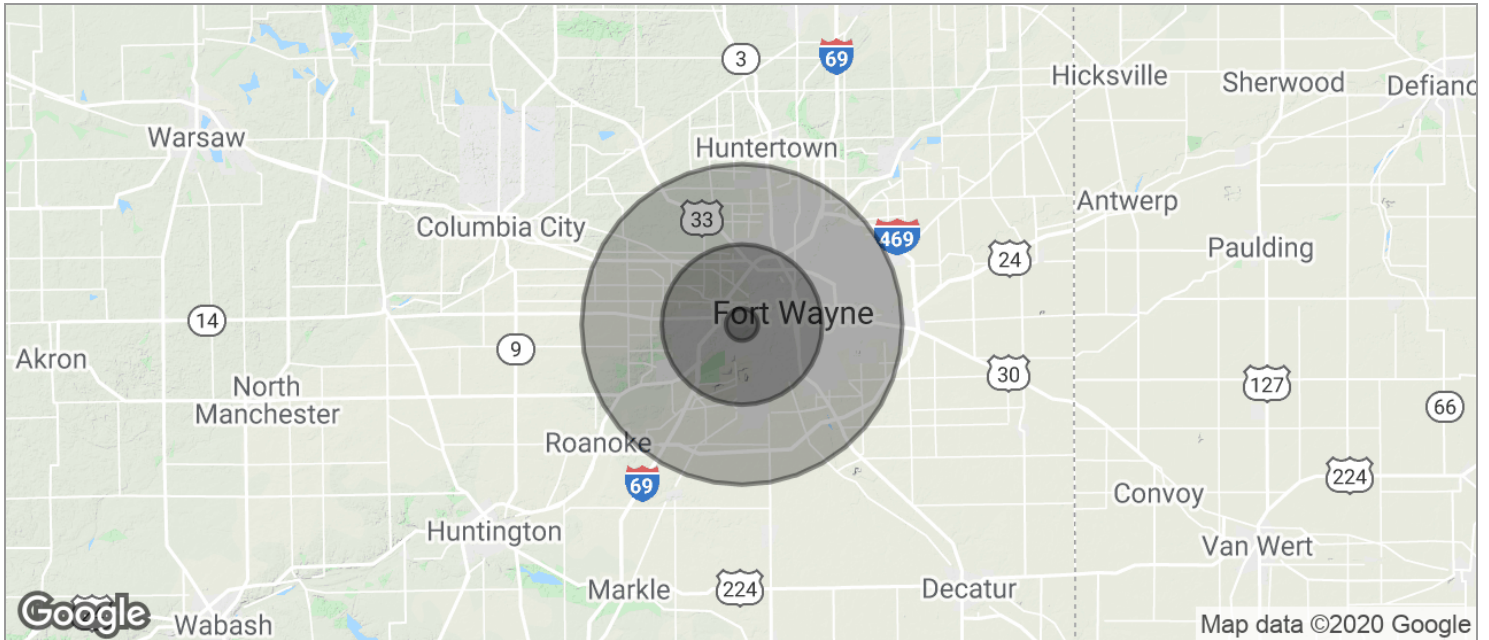 3
69
Hicksville
Sherwood
Defianc
Warsaw
Huntertown
Antwerp
33
Columbia City
469
24
Paulding
Fort Wayne
14
9
Akron
30
127
North
Manchester
66
Roanoke
69
224
Convoy
Huntington
Van Wert
Markle
224
Decatur
Google
Wabash
Map data ©2020 Google